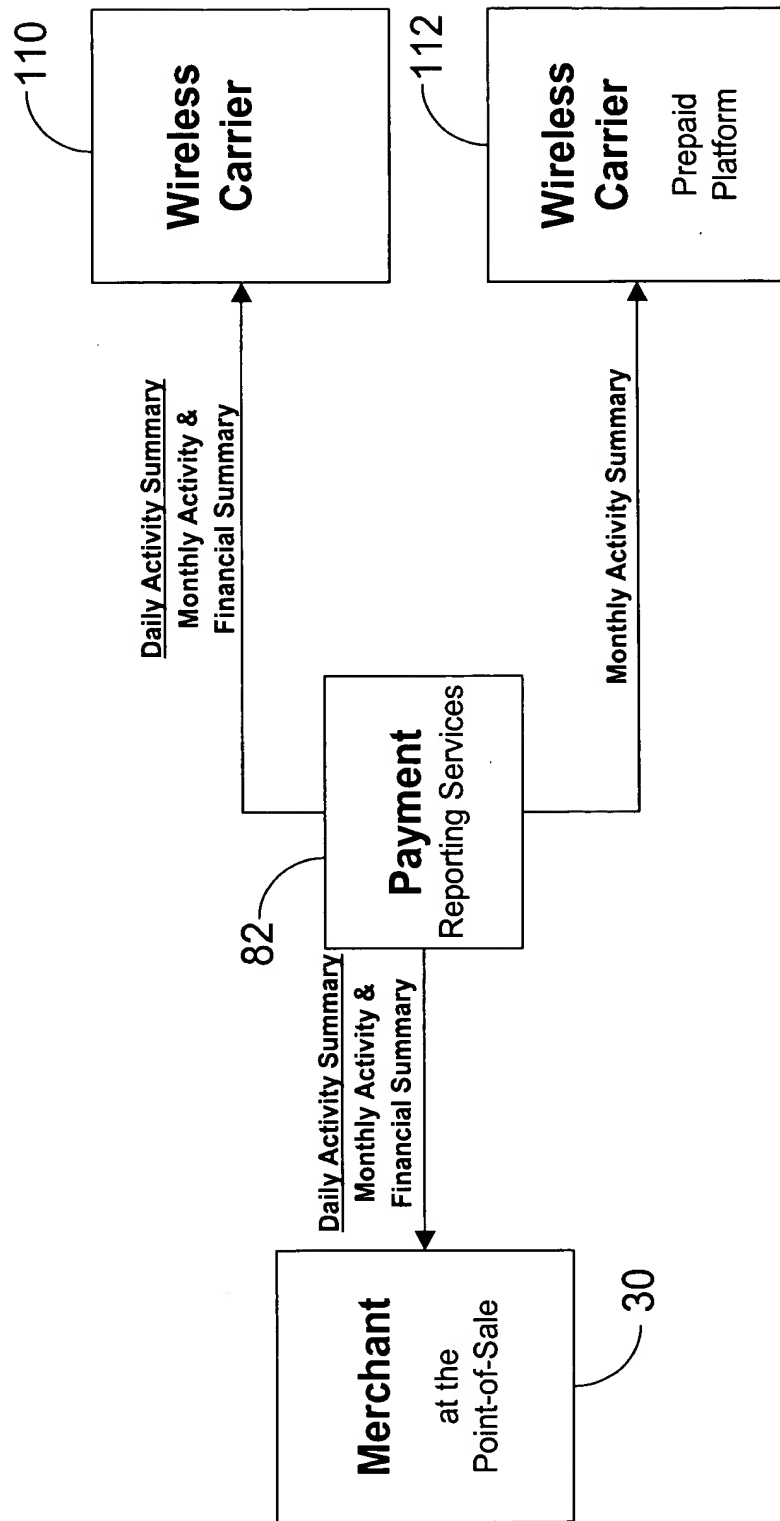 110
Wireless
Carrier
Daily Activity Summary
Monthly Activity &
Financial Summary
82
Payment
Reporting Services
Daily Activity Summary
Monthly Activity &
Financial Summary
Merchant
at the
Point-of-Sale
30
112
Wireless
Carrier
Prepaid
Platform
Monthly Activity Summary